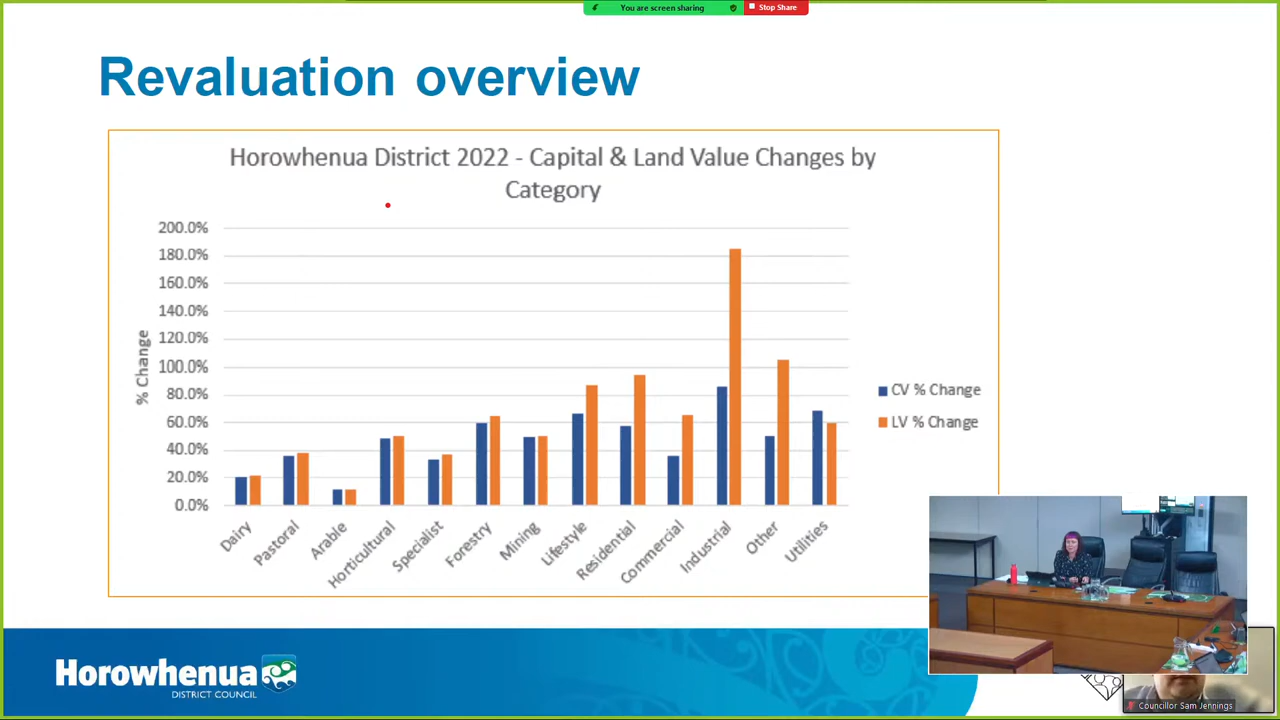 You are screen sharing
Stop Share
Revaluation overview
Horowhenua District 2022 - Capital & Land Value Changes by
Category
200.0%
180.0%
160.0%
140.0%
120.0%
100.0%
80.0%
60.0%
40.0%
20.0%
0.0%
% Change
Dairy
Pastoral
Arable
Horticultural
Specialist
Forestry
Mining
Lifestyle
Residential
Commercial
Industrial
Other
Utilities
CV % Change
LV % Change
Horowhenua
DISTRICT COUNCIL
Councillor Sam Jennings